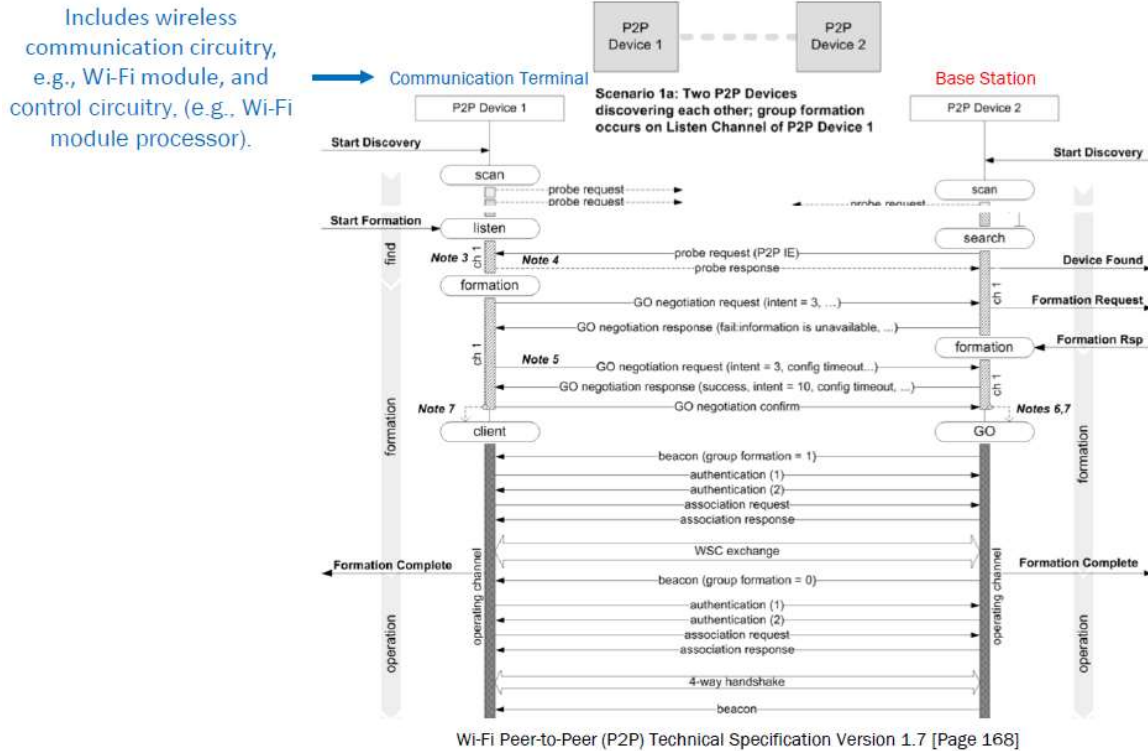 Includes wireless
communication circuitry,
e.g., Wi-Fi module, and
control circuitry, (e.g., Wi-Fi
module processor).
P2P
Device 1
P2P
Device 2
Communication Terminal
Base Station
Scenario 1a: Two P2P Devices
discovering each other; group formation
occurs on Listen Channel of P2P Device 1
P2P Device 1
P2P Device 2
Start Discovery
Start Discovery
scan
scan
probe request
probe request
probe request
Start Formation
listen
search
find
Note 3
ch 1
Note 4
probe request (P2P IE)
probe response
Device Found
formation
ch 1
GO negotiation request (intent = 3, ...)
Formation Request
GO negotiation response (fail:information is unavailable, ...)
formation
Formation Rsp
ch 1
Note 5
GO negotiation request (intent = 3, config timeout...)
ch 1
GO negotiation response (success, intent = 10, config timeout, ...)
Note 7
GO negotiation confirm
Notes 6,7
formation
client
GO
formation
beacon (group formation = 1)
authentication (1)
authentication (2)
association request
association response
WSC exchange
Formation Complete
Formation Complete
operating channel
operating channel
beacon (group formation = 0)
authentication (1)
authentication (2)
association request
association response
operation
operation
4-way handshake
beacon
Wi-Fi Peer-to-Peer (P2P) Technical Specification Version 1.7 [Page 168]